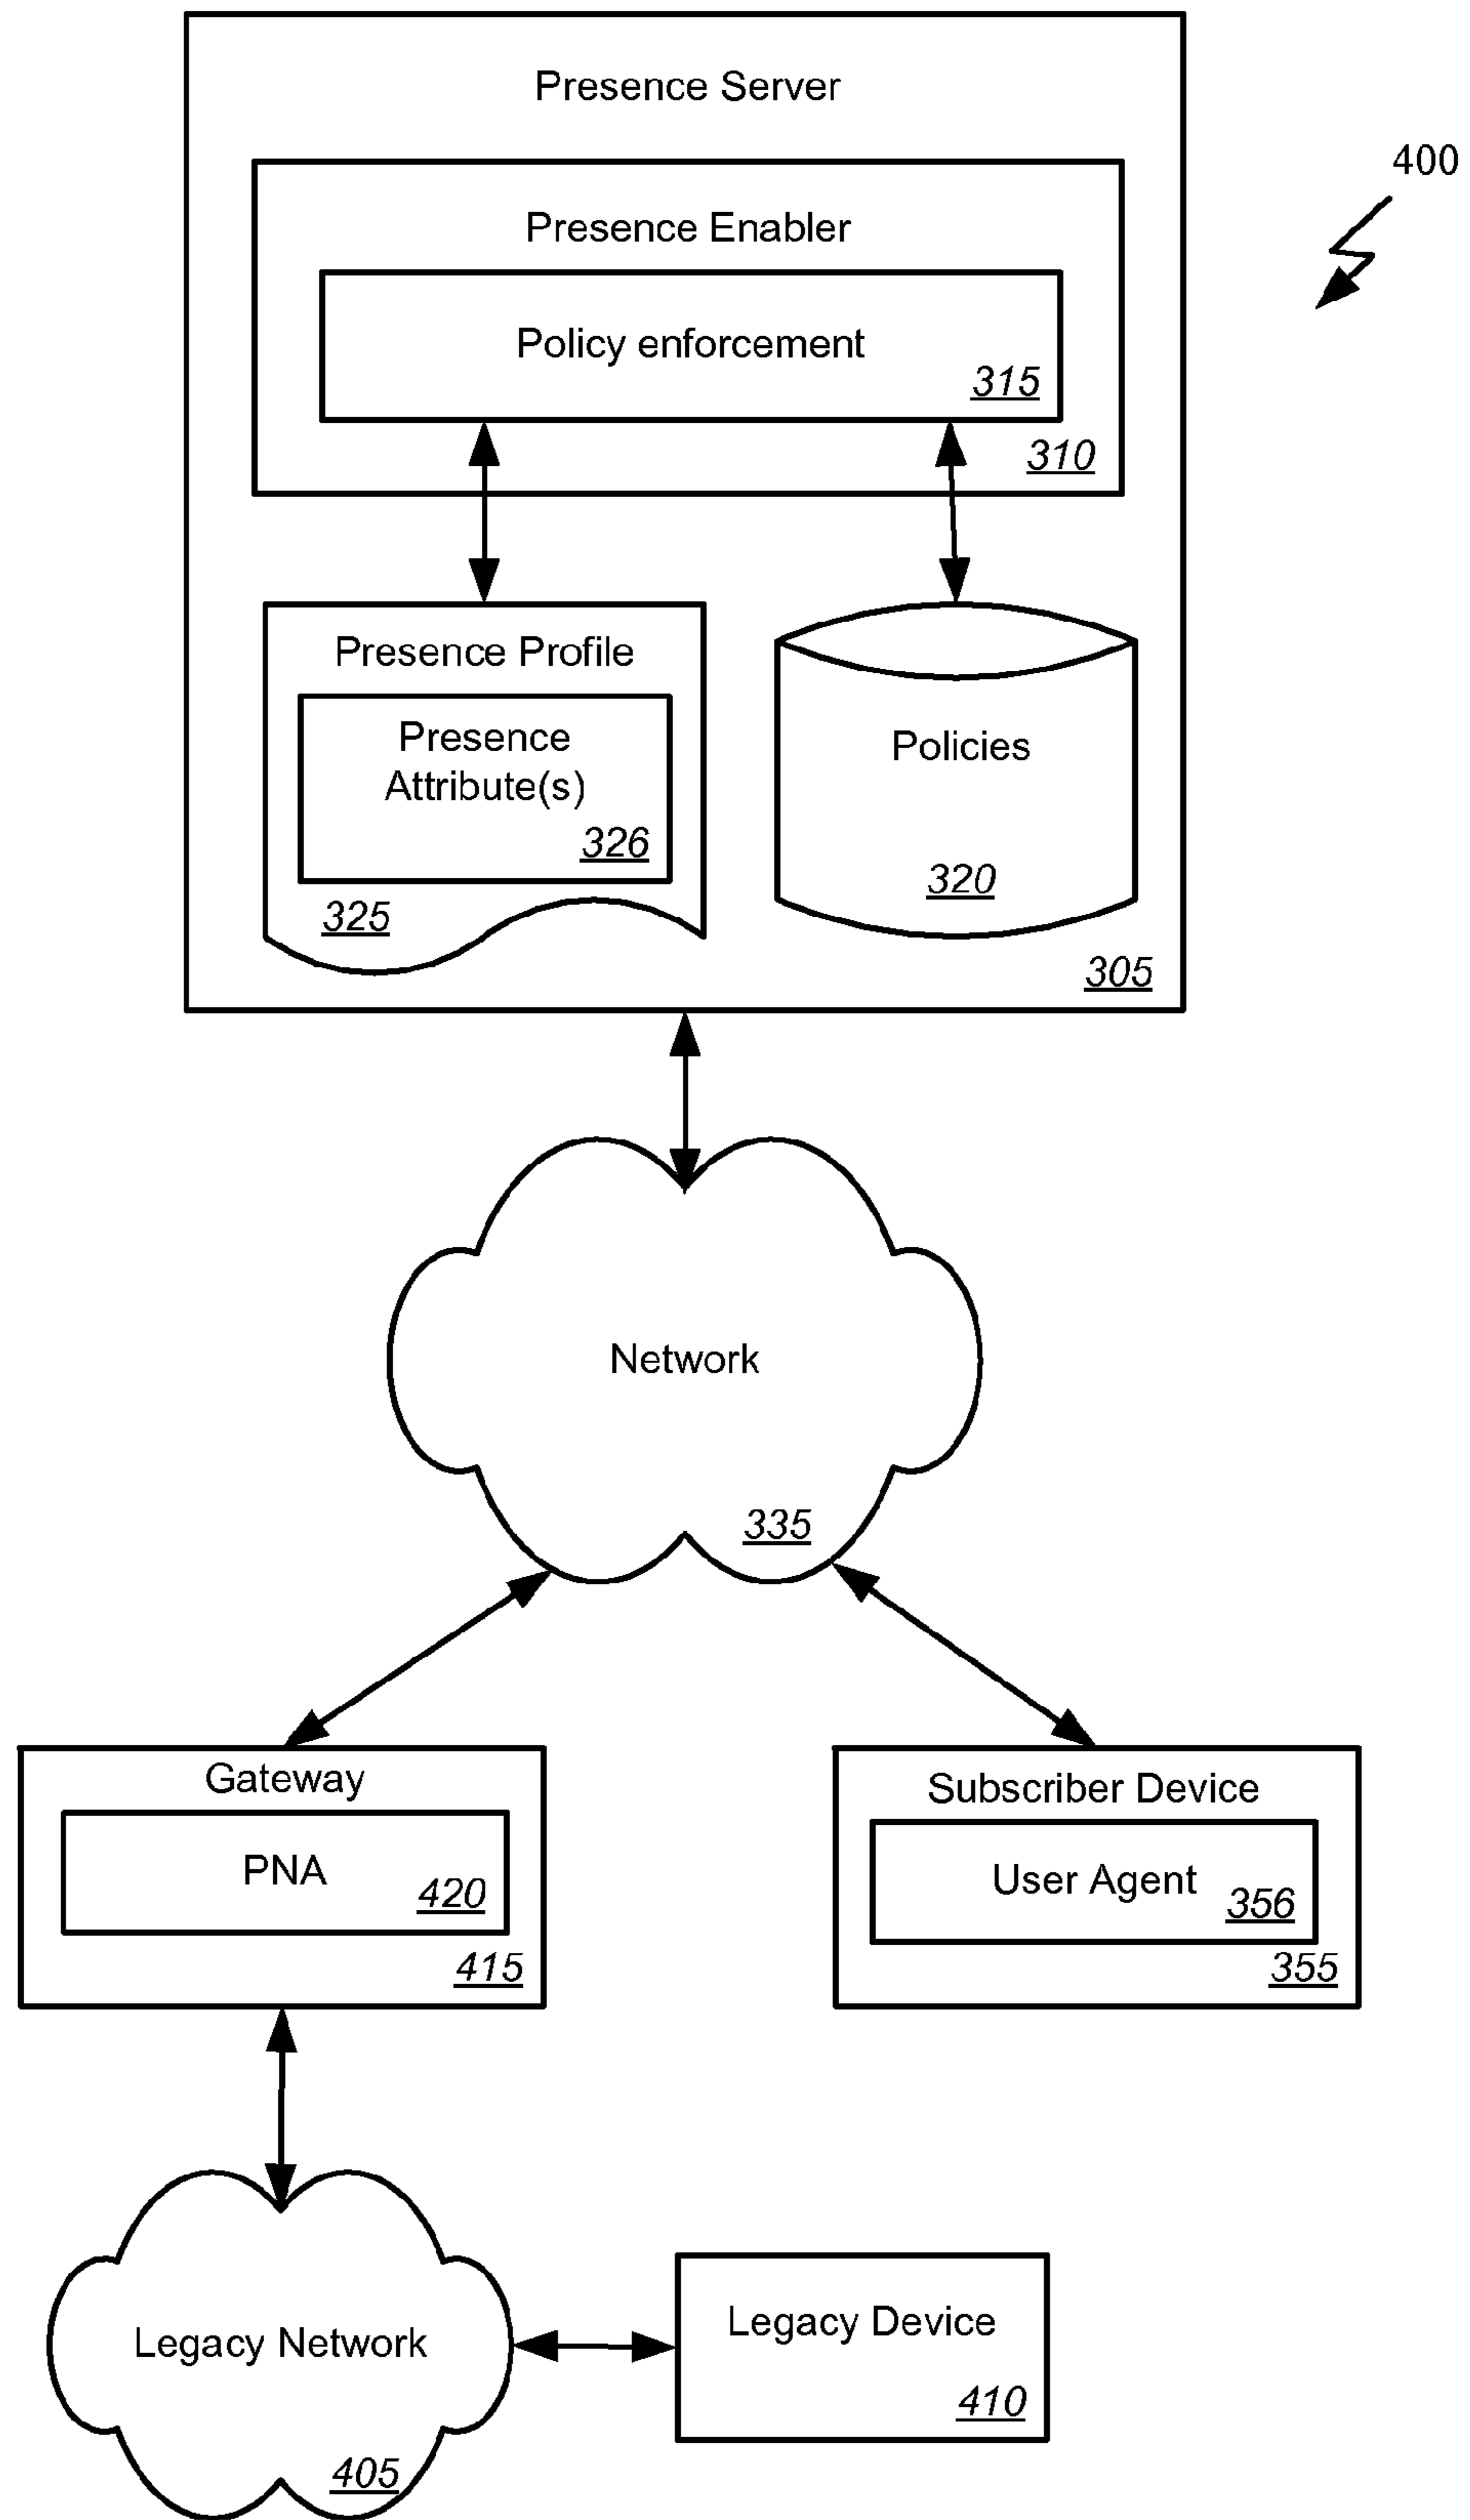 Presence Server
400
Presence Enabler
Policy enforcement
315
310
Presence Profile
Presence
Attribute(s)
326
325
Policies
320
305
Network
335
Gateway
PNA
420
415
Subscriber Device
User Agent
356
355
Legacy Network
405
Legacy Device
410